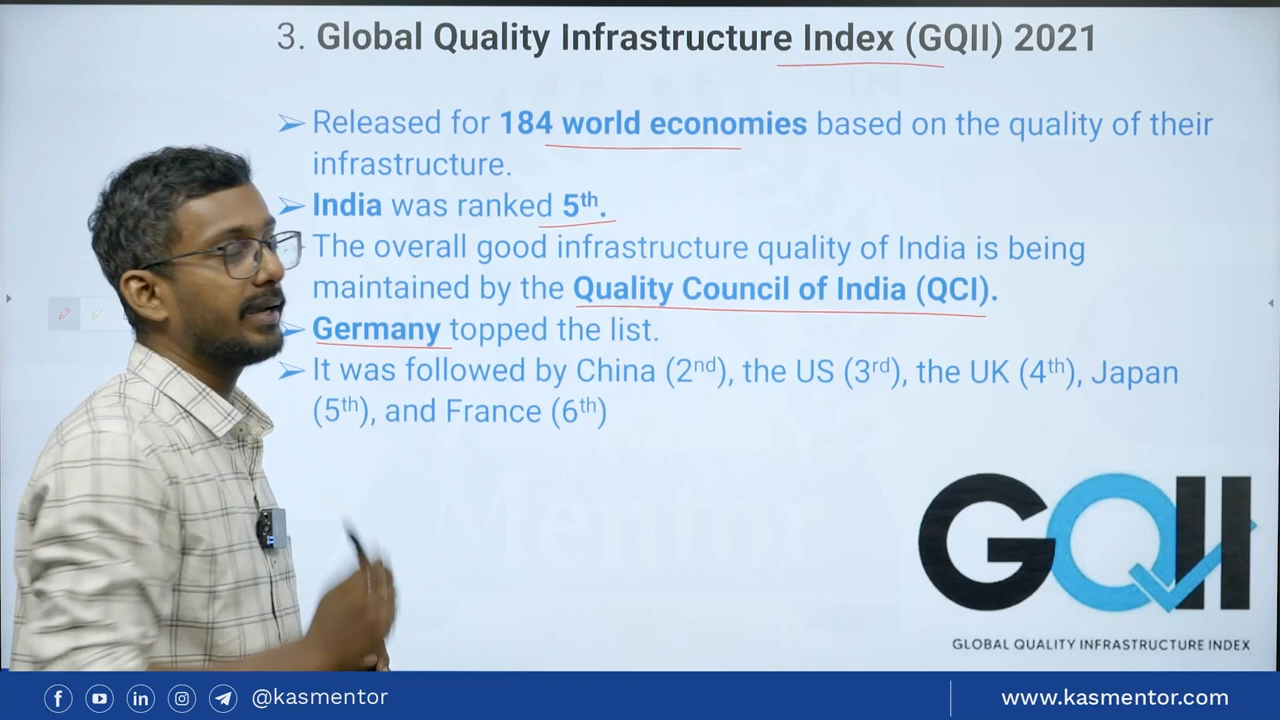 3. Global Quality Infrastructure Index (GQII) 2021
➢ Released for 184 world economies based on the quality of their
infrastructure.
➢ India was ranked 5th.
The overall good infrastructure quality of India is being
maintained by the Quality Council of India (QCI).
➢ Germany topped the list.
➢ It was followed by China (2nd), the US (3rd), the UK (4th), Japan
(5th), and France (6th)
TM
Mentor
GQII
GLOBAL QUALITY INFRASTRUCTURE INDEX
@kasmentor
www.kasmentor.com